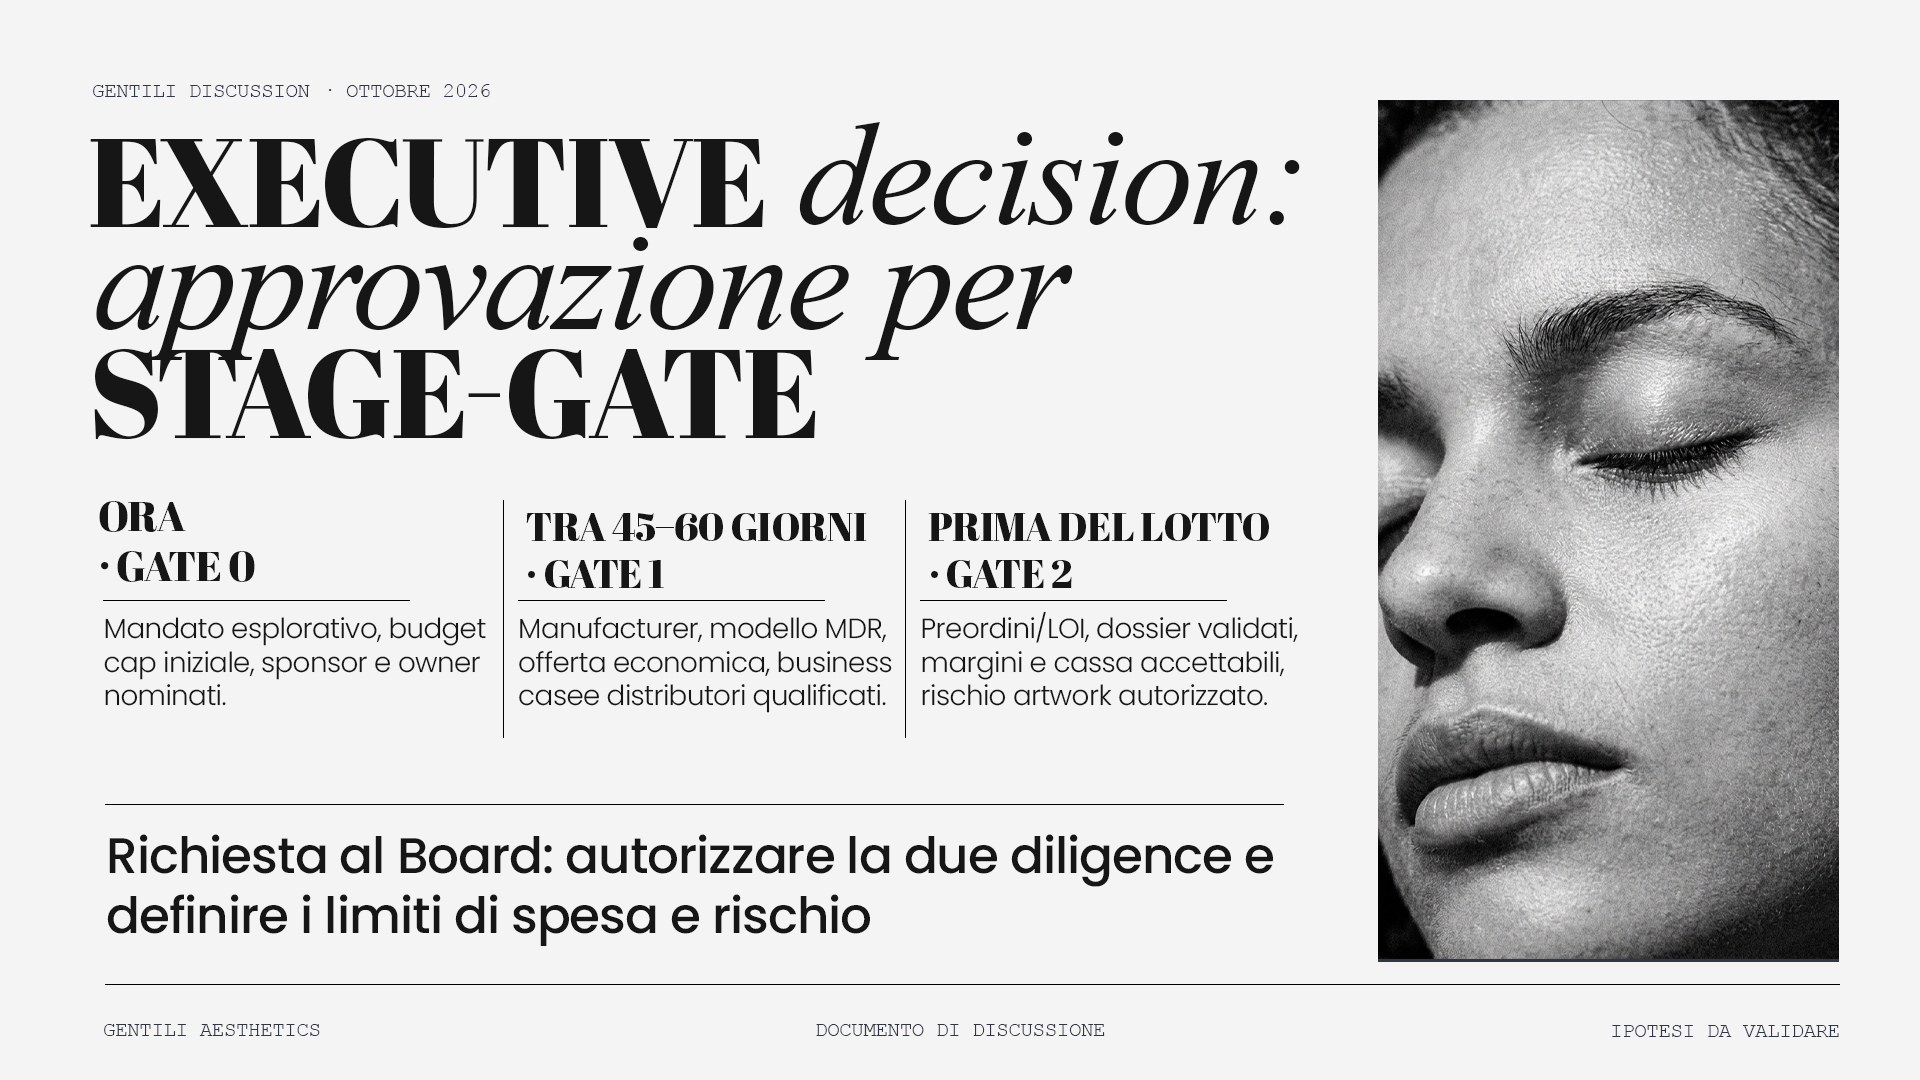 GENTILI DISCUSSION · OTTOBRE 2026
EXECUTIVE decision:
approvazione per
STAGE-GATE
ORA
· GATE 0
Mandato esplorativo, budget
cap iniziale, sponsor e owner
nominati.
TRA 45–60 GIORNI
· GATE 1
Manufacturer, modello MDR,
offerta economica, business
casee distributori qualificati.
PRIMA DEL LOTTO
· GATE 2
Preordini/LOI, dossier validati,
margini e cassa accettabili,
rischio artwork autorizzato.
Richiesta al Board: autorizzare la due diligence e
definire i limiti di spesa e rischio
GENTILI AESTHETICS
DOCUMENTO DI DISCUSSIONE
IPOTESI DA VALIDARE